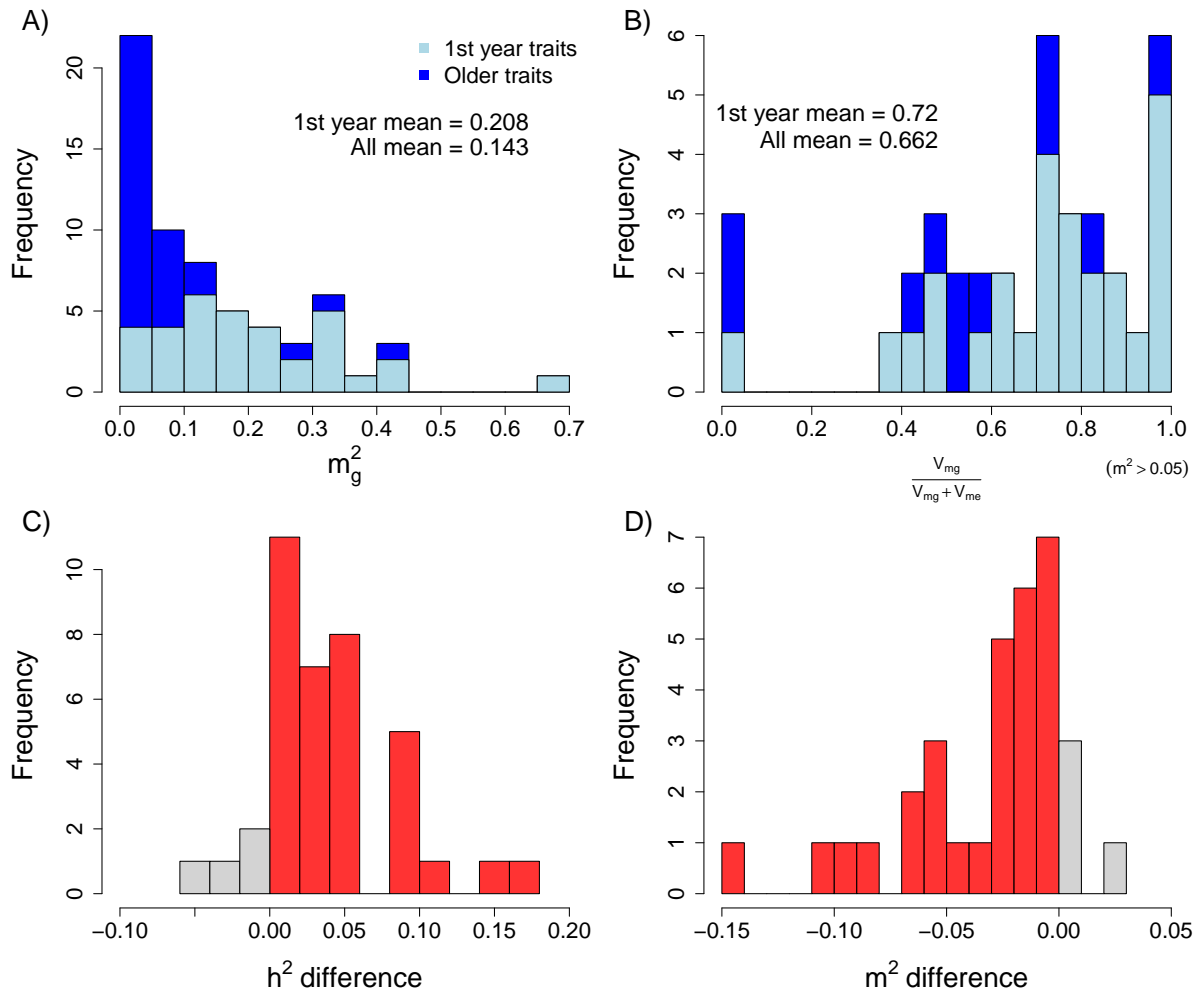 A)
1st year traits
Older traits
1st year mean = 0.208
All mean = 0.143
Frequency
0 5 10 15 20
0.0 0.1 0.2 0.3 0.4 0.5 0.6 0.7
m²g
B)
1st year mean = 0.72
All mean = 0.662
Frequency
0 1 2 3 4 5 6
0.0 0.2 0.4 0.6 0.8 1.0
Vmg
Vmg + Vme
(m² > 0.05)
C)
Frequency
0 2 4 6 8 10
−0.10 0.00 0.05 0.10 0.15 0.20
h² difference
D)
Frequency
0 1 2 3 4 5 6 7
−0.15 −0.10 −0.05 0.00 0.05
m² difference